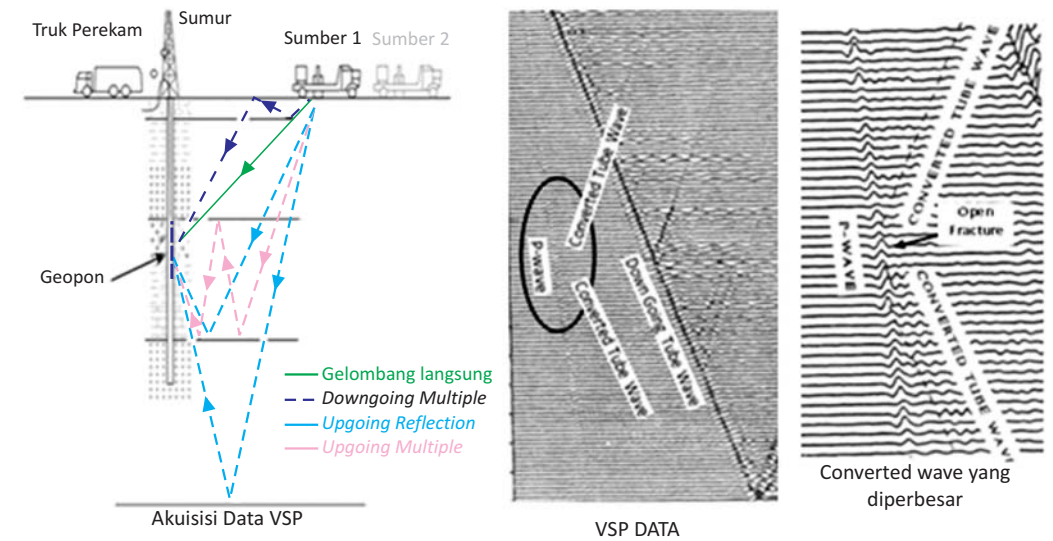 Truk Perekam
Sumur
Sumber 1
Sumber 2
Geopon
Gelombang langsung
Downgoing Multiple
Upgoing Reflection
Upgoing Multiple
Akuisisi Data VSP
Converted Tube Wave
P-wave
Converted Tube Wave
Down Gorg Tube Wave
VSP DATA
CONVERTED TUBE WAVE
Open
Fracture
P-WAVE
CONVERTED TUBE WAVE
Converted wave yang
diperbesar